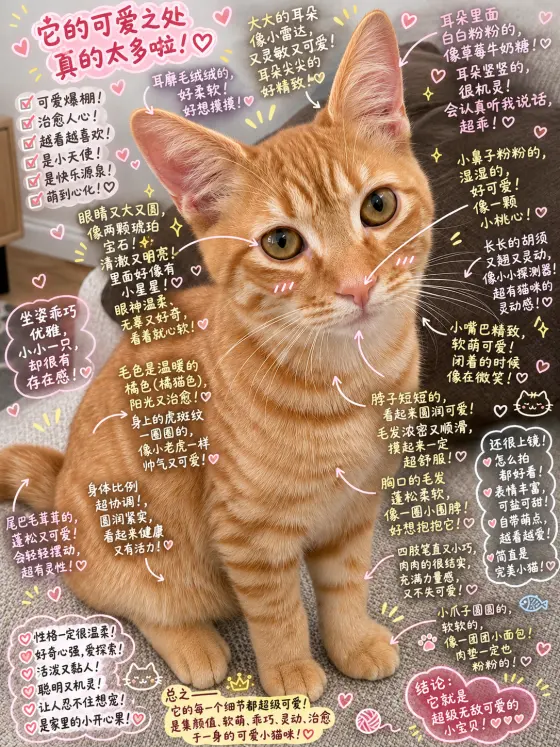 它的可爱之处
真的太多啦！
可爱爆棚！
治愈人心！
越看越喜欢！
是小天使！
是快乐源泉！
萌到心化！
耳廓毛绒绒的，
好柔软！
好想摸摸！
大大的耳朵
像小雷达，
又灵敏又可爱！
耳朵尖尖的
好精致！
耳朵里面
白白粉粉的，
像草莓牛奶糖！
耳朵竖竖的，
很机灵！
会认真听我说话，
超乖！
小鼻子粉粉的，
湿湿的，
好可爱！
像一颗
小桃心！
眼睛又大又圆，
像两颗琥珀
宝石！
清澈又明亮！
里面好像有
小星星！
眼神温柔、
无辜又好奇，
看着就心软！
长长的胡须
又翘又灵动，
像小小探测器！
超有猫咪的
灵动感！
坐姿乖巧
优雅，
小小一只，
却很有
存在感！
小嘴巴精致，
软萌可爱！
闭着的时候
像在微笑！
毛色是温暖的
橘色（橘猫色），
阳光又治愈！
身上的虎斑纹
一圈圈的，
像小老虎一样
帅气又可爱！
脖子短短的，
看起来圆润可爱！
毛发浓密又顺滑，
摸起来一定
超舒服！
还很上镜！
怎么拍
都好看！
表情丰富，
可盐可甜！
自带萌点，
越看越爱！
简直是
完美小猫！
胸口的毛发
蓬松柔软，
像一圈小围脖！
好想抱抱它！
身体比例
超协调！，
圆润紧实，
看起来健康
又有活力！
尾巴毛茸茸的，
蓬松又可爱！
会轻轻摆动，
超有灵性！
四肢笔直又小巧，
肉肉的很结实，
充满力量感，
又不失可爱！
小爪子圆圆的，
软软的，
像一团团小面包！
肉垫一定也
粉粉的！
性格一定很温柔！
好奇心强，爱探索！
活泼又黏人！
聪明又机灵！
让人忍不住想宠！
是家里的小开心果！
总之——
它的每个细节都超级可爱！
是集颜值、软萌、乖巧、灵动、治愈
于一身的可爱小猫咪！
结论：
它就是
超级无敌可爱的
小宝贝！